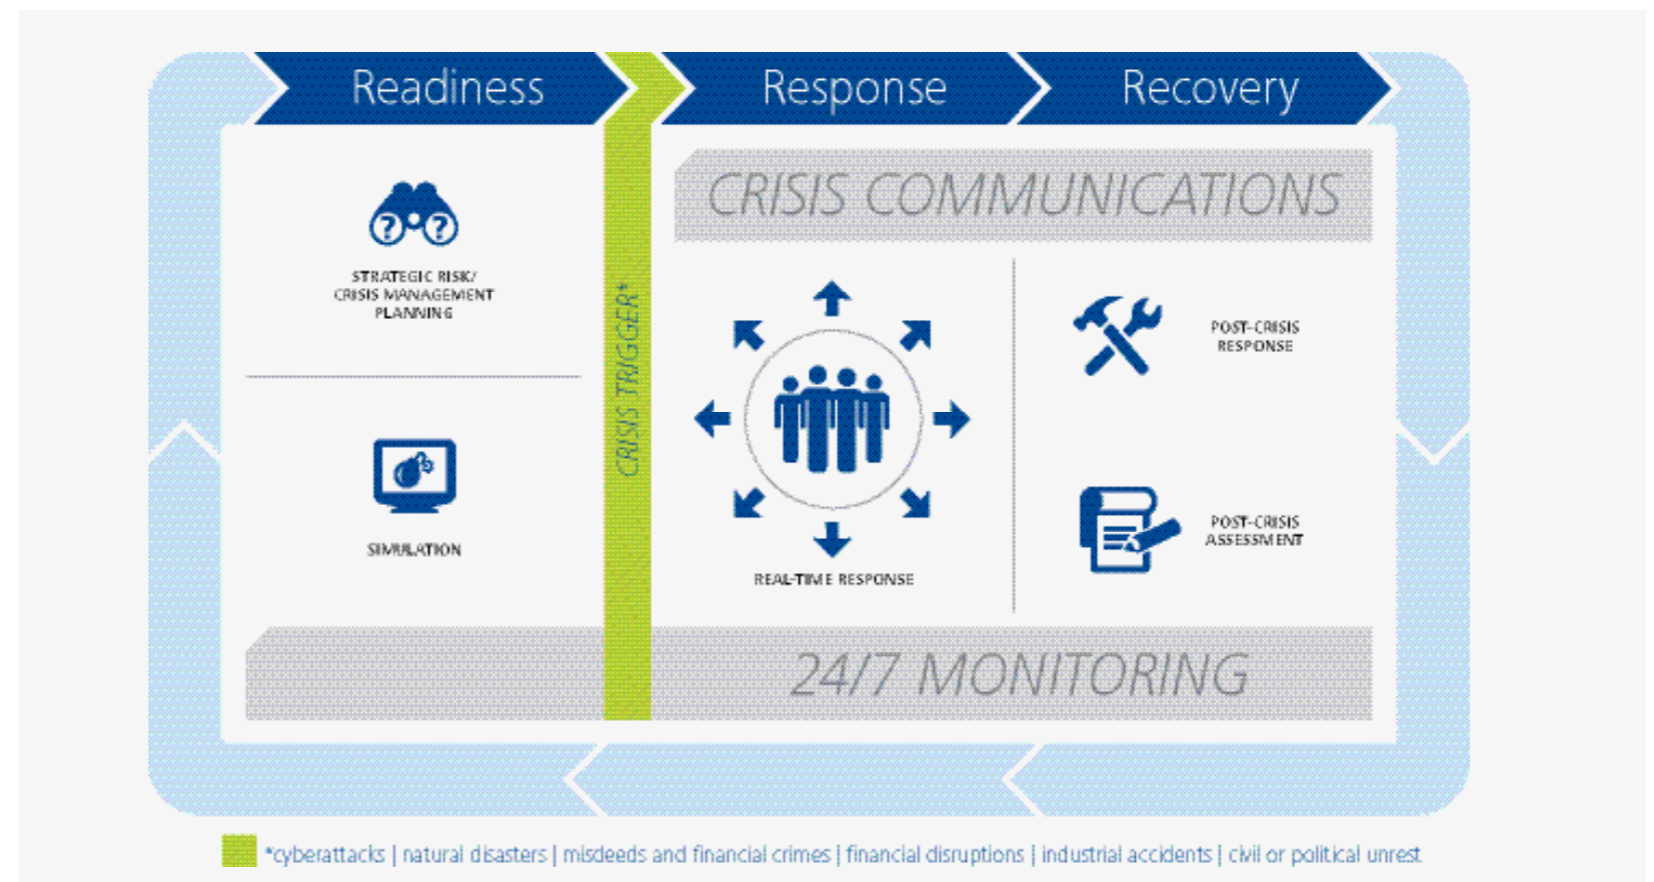 Readiness
Response
Recovery
CRISIS COMMUNICATIONS
? ?
STRATEGIC RISK/
CRISIS MANAGEMENT
PLANNING
SIMULATION
CRISIS TRIGGER*
REAL-TIME RESPONSE
POST-CRISIS
RESPONSE
POST-CRISIS
ASSESSMENT
24/7 MONITORING
*cyberattacks | natural disasters | misdeeds and financial crimes | financial disruptions | industrial accidents | civil or political unrest